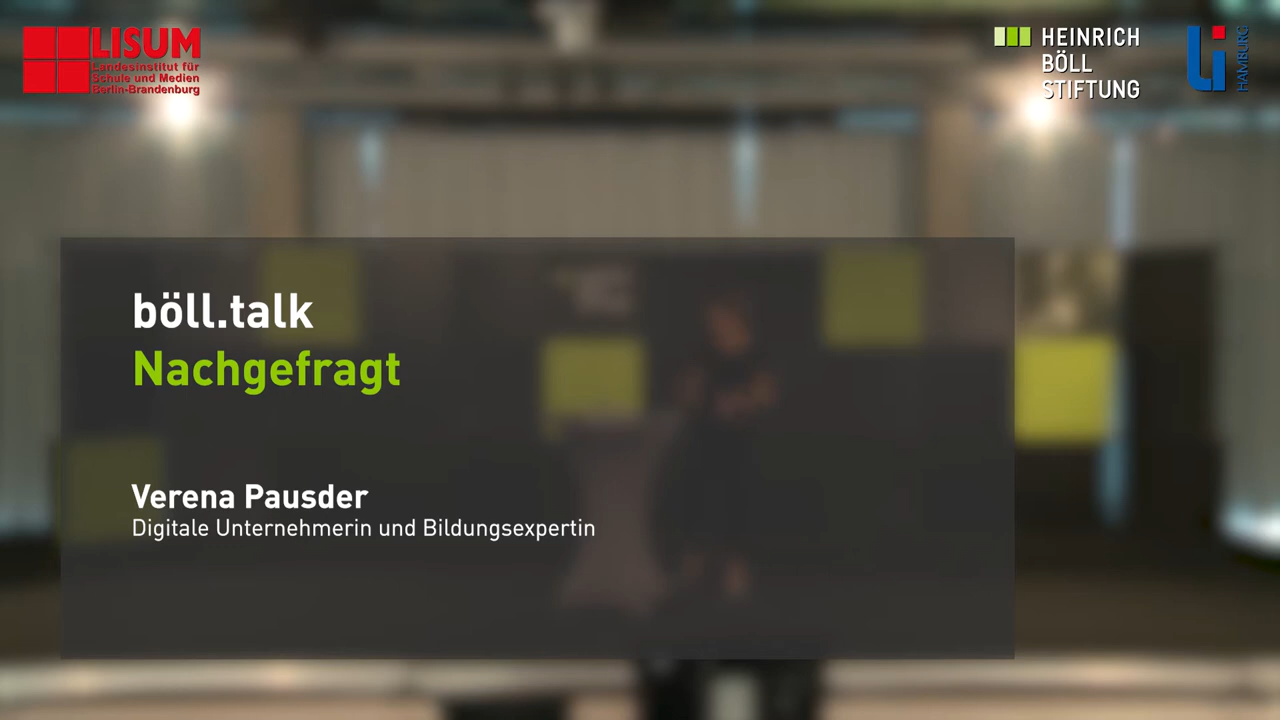 LISUM
Landesinstitut für
Schule und Medien
Berlin-Brandenburg
HEINRICH
BÖLL
STIFTUNG
Li
HAMBURG
böll.talk
Nachgefragt
Verena Pausder
Digitale Unternehmerin und Bildungsexpertin